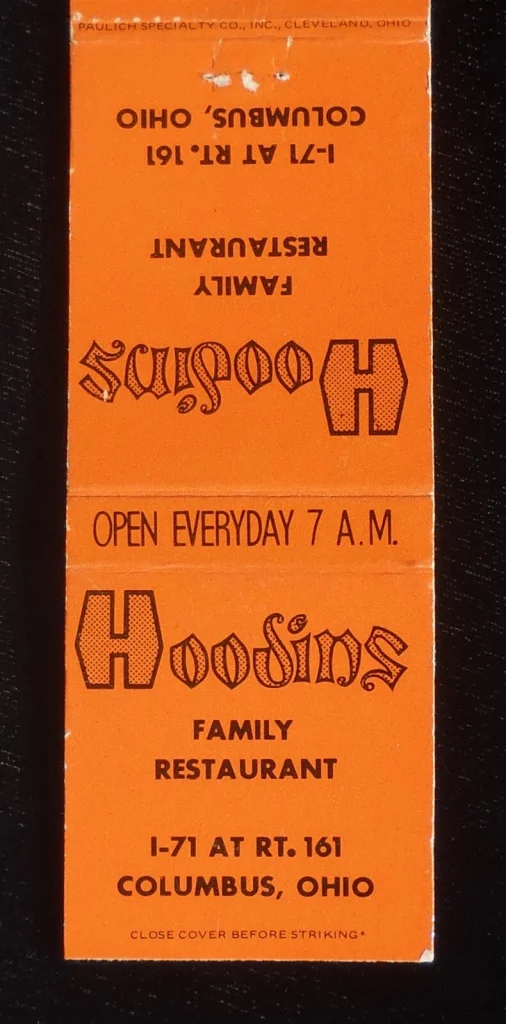 PAULICH SPECIALTY CO., INC., CLEVELAND, OHIO
COLUMBUS, OHIO
I-71 AT RT. 161
RESTAURANT
FAMILY
Hoodins
OPEN EVERYDAY 7 A.M.
Hoodins
FAMILY
RESTAURANT
I-71 AT RT. 161
COLUMBUS, OHIO
CLOSE COVER BEFORE STRIKING*